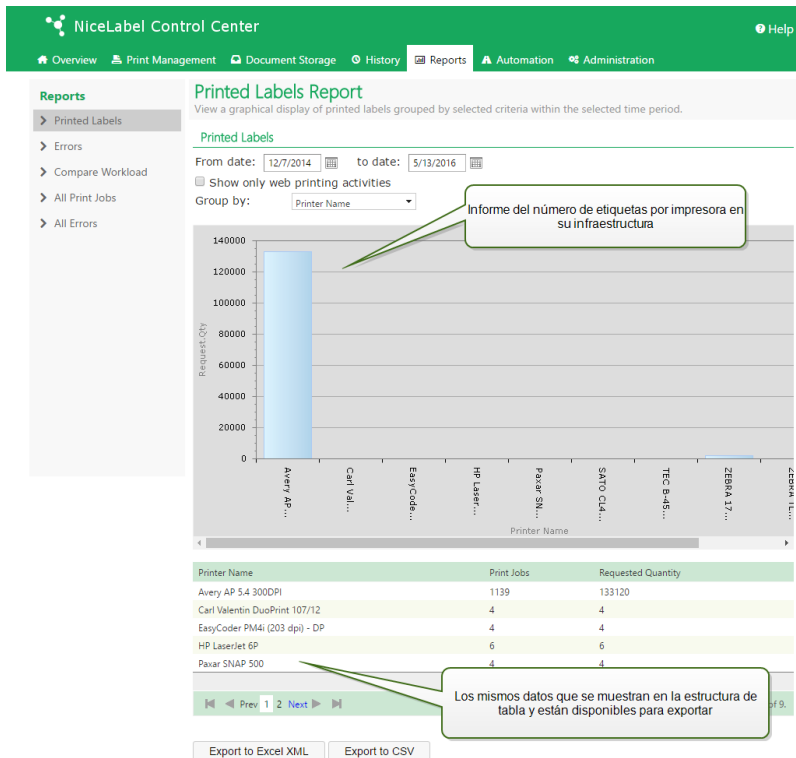 NiceLabel Control Center
Help
Overview Print Management Document Storage History Reports Automation Administration
Reports
Printed Labels
Errors
Compare Workload
All Print Jobs
All Errors
Printed Labels Report
View a graphical display of printed labels grouped by selected criteria within the selected time period.
Printed Labels
From date: 12/7/2014 to date: 5/13/2016
Show only web printing activities
Group by: Printer Name
Informe del número de etiquetas por impresora en
su infraestructura
140000
120000
100000
80000
60000
40000
20000
0
Request.Qty
Avery AP...
Carl Val...
EasyCode...
HP Laser...
Paxar SN...
SATO CL4...
TEC B-45...
ZEBRA 17...
ZEBRA TL...
Printer Name
Printer Name Print Jobs Requested Quantity
Avery AP 5.4 300DPI 1139 133120
Carl Valentin DuoPrint 107/12 4 4
EasyCoder PM4i (203 dpi) - DP 4 4
HP LaserJet 6P 6 6
Paxar SNAP 500 4 4
Los mismos datos que se muestran en la estructura de
tabla y están disponibles para exportar
Prev 1 2 Next
of 9.
Export to Excel XML Export to CSV